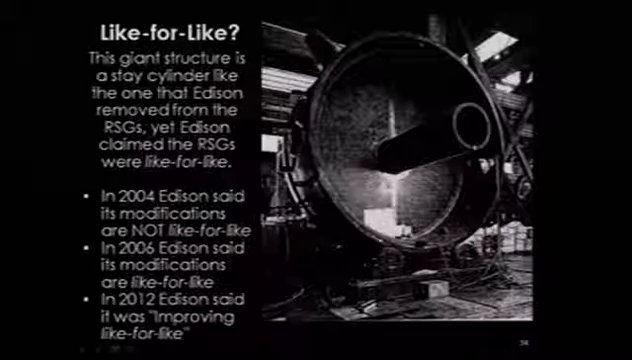 Like-for-Like?
This giant structure is
a stay cylinder like
the one that Edison
removed from the
RSGs, yet Edison
claimed the RSGs
were like-for-like.
• In 2004 Edison said
its modifications
are NOT like-for-like
• In 2006 Edison said
its modifications
are like-for-like
• In 2012 Edison said
it was "improving
like-for-like"